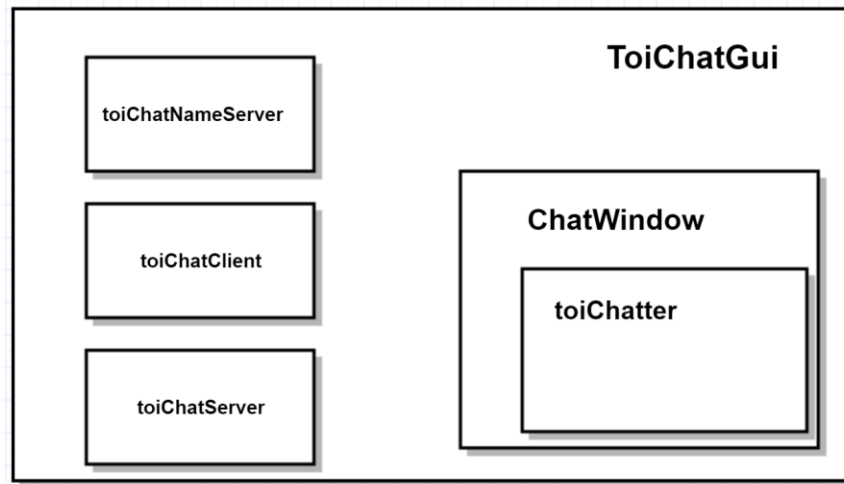 ToiChatGui
toiChatNameServer
toiChatClient
toiChatServer
ChatWindow
toiChatter